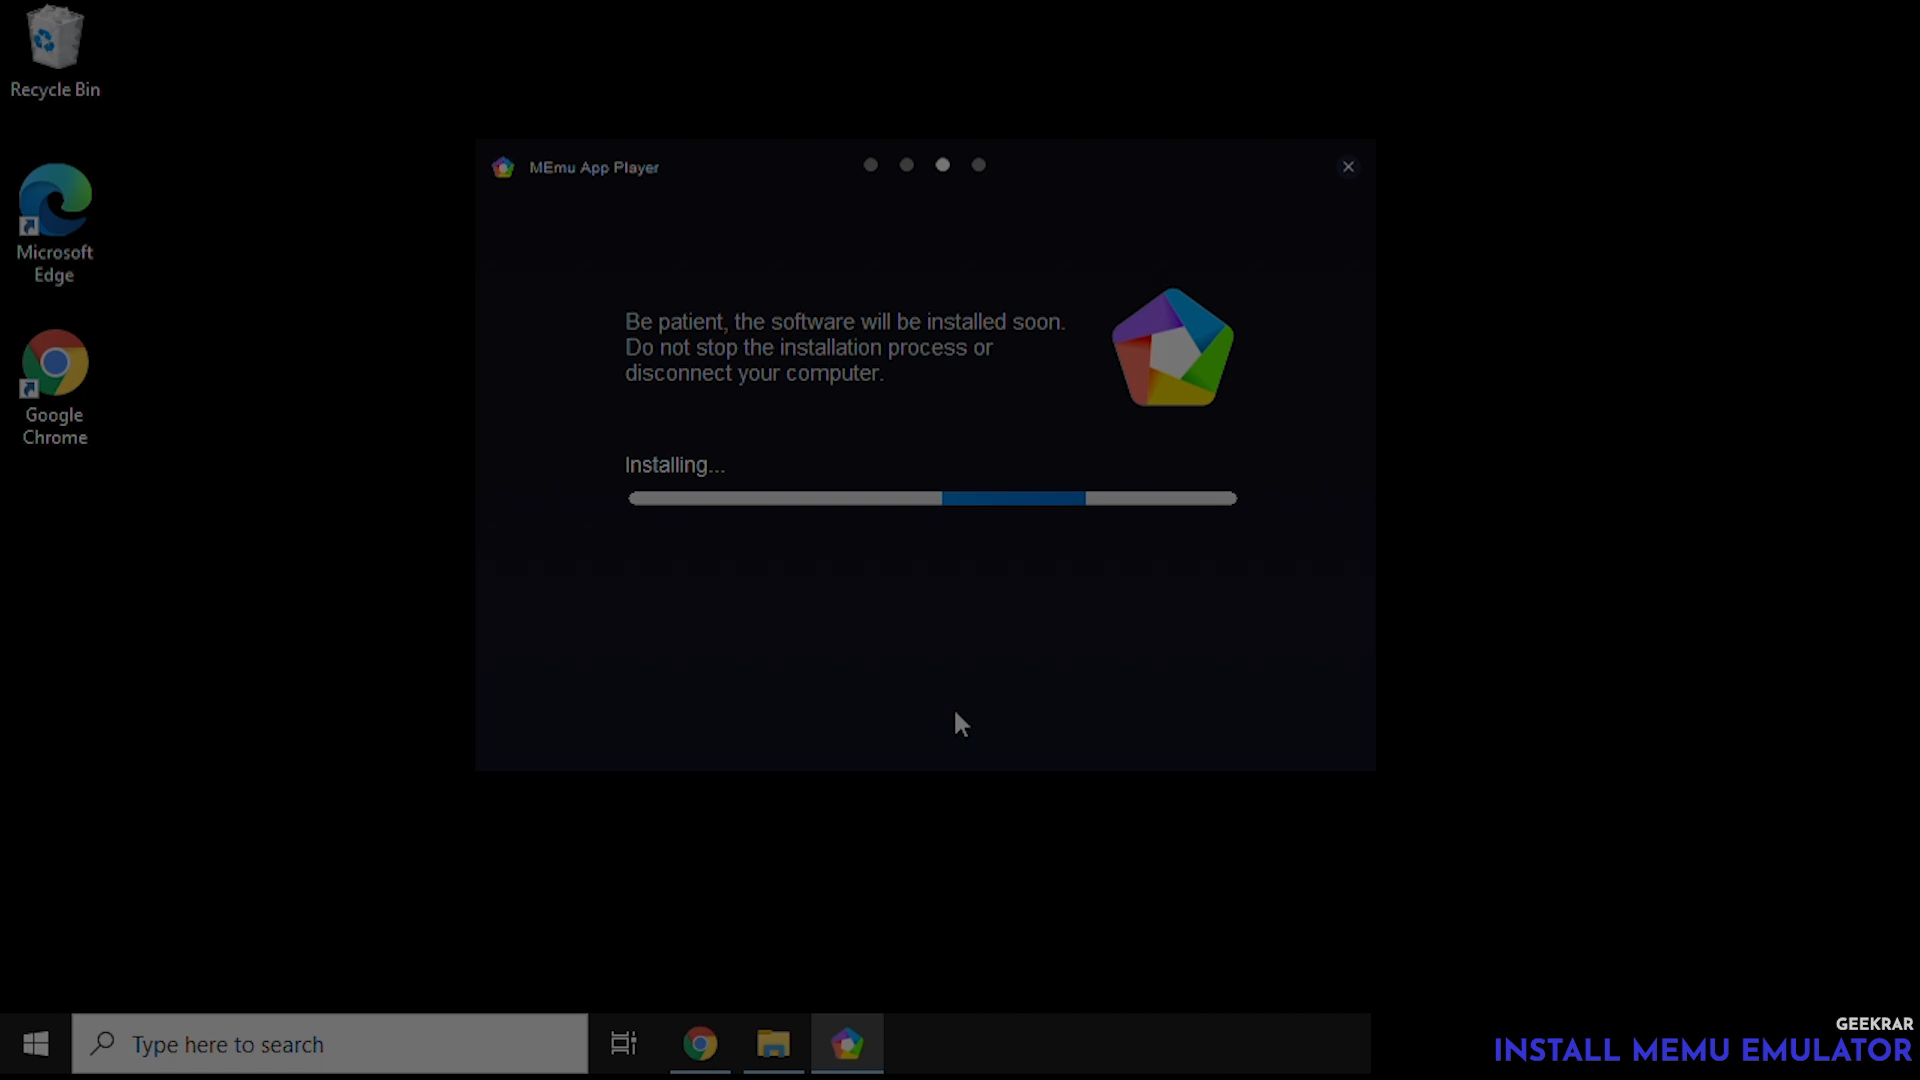 Recycle Bin
Microsoft
Edge
Google
Chrome
MEmu App Player
Be patient, the software will be installed soon.
Do not stop the installation process or
disconnect your computer.
Installing...
Type here to search
GEEKRAR
INSTALL MEMU EMULATOR